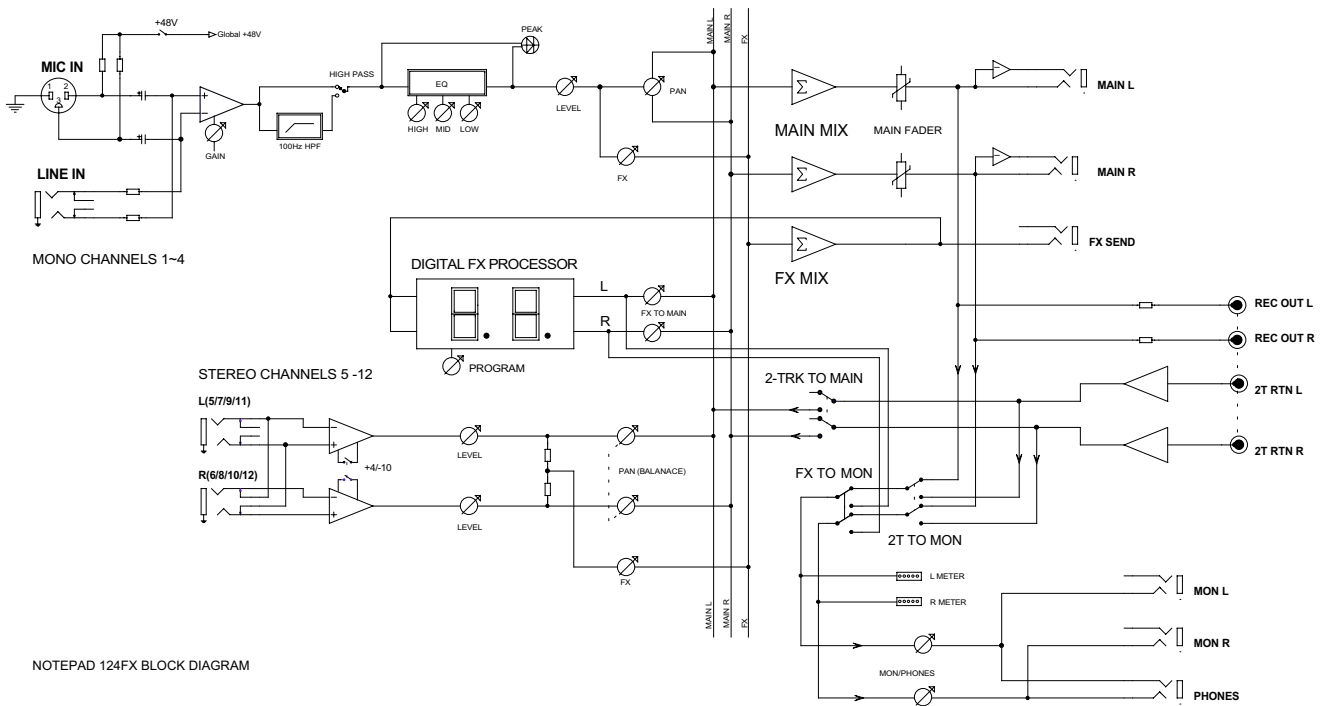 +48V
Global +48V
MIC IN
1 2
3
GAIN
LINE IN
MONO CHANNELS 1~4
HIGH PASS
100Hz HPF
PEAK
EQ
HIGH MID LOW
LEVEL
PAN
FX
MAIN L
MAIN R
FX
Σ
MAIN MIX
MAIN FADER
MAIN L
Σ
MAIN R
Σ
FX MIX
FX SEND
DIGITAL FX PROCESSOR
L
R
FX TO MAIN
PROGRAM
REC OUT L
REC OUT R
2-TRK TO MAIN
2T RTN L
2T RTN R
STEREO CHANNELS 5 -12
L(5/7/9/11)
R(6/8/10/12)
+4/-10
LEVEL
LEVEL
PAN (BALANACE)
FX
FX TO MON
2T TO MON
L METER
R METER
MAIN L
MAIN R
FX
MON/PHONES
MON L
MON R
PHONES
NOTEPAD 124FX BLOCK DIAGRAM